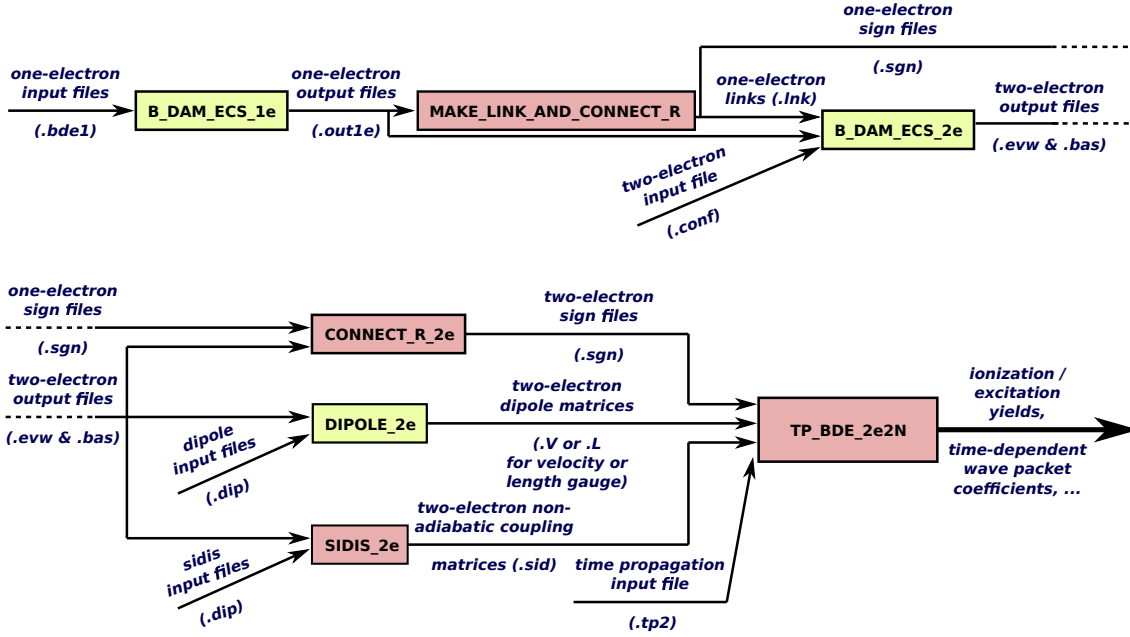 one-electron
sign files
(.sgn)
one-electron
input files
(.bde1)
B_DAM_ECS_1e
one-electron
output files
(.out1e)
MAKE_LINK_AND_CONNECT_R
one-electron
links (.lnk)
two-electron
input file
(.conf)
B_DAM_ECS_2e
two-electron
output files
(.evw & .bas)
one-electron
sign files
(.sgn)
two-electron
output files
(.evw & .bas)
CONNECT_R_2e
two-electron
sign files
(.sgn)
dipole
input files
(.dip)
DIPOLE_2e
two-electron
dipole matrices
(.V or .L
for velocity or
length gauge)
sidis
input files
(.dip)
SIDIS_2e
two-electron non-
adiabatic coupling
matrices (.sid)
time propagation
input file
(.tp2)
TP_BDE_2e2N
ionization /
excitation
yields,
time-dependent
wave packet
coefficients, ...